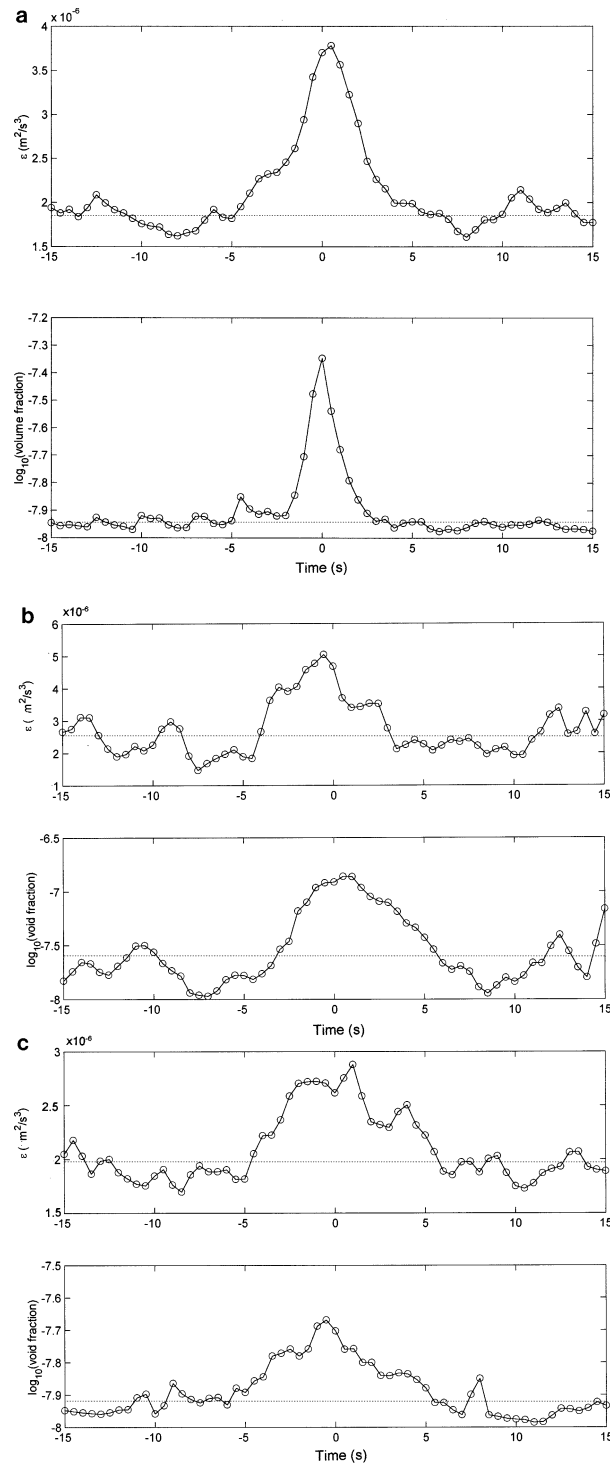 a
x 10⁻⁶
4
3.5
3
2.5
2
1.5
ε (m²/s³)
-15 -10 -5 0 5 10 15
-7.2
-7.3
-7.4
-7.5
-7.6
-7.7
-7.8
-7.9
-8
log₁₀(volume fraction)
-15 -10 -5 0 5 10 15
Time (s)
b
x10⁻⁶
6
5
4
3
2
1
ε ( m²/s³)
-15 -10 -5 0 5 10 15
-6.5
-7
-7.5
-8
log₁₀(void fraction)
-15 -10 -5 0 5 10 15
Time (s)
c
x10⁻⁶
3
2.5
2
1.5
ε ( m²/s³)
-15 -10 -5 0 5 10 15
-7.5
-7.6
-7.7
-7.8
-7.9
-8
log₁₀(void fraction)
-15 -10 -5 0 5 10 15
Time (s)